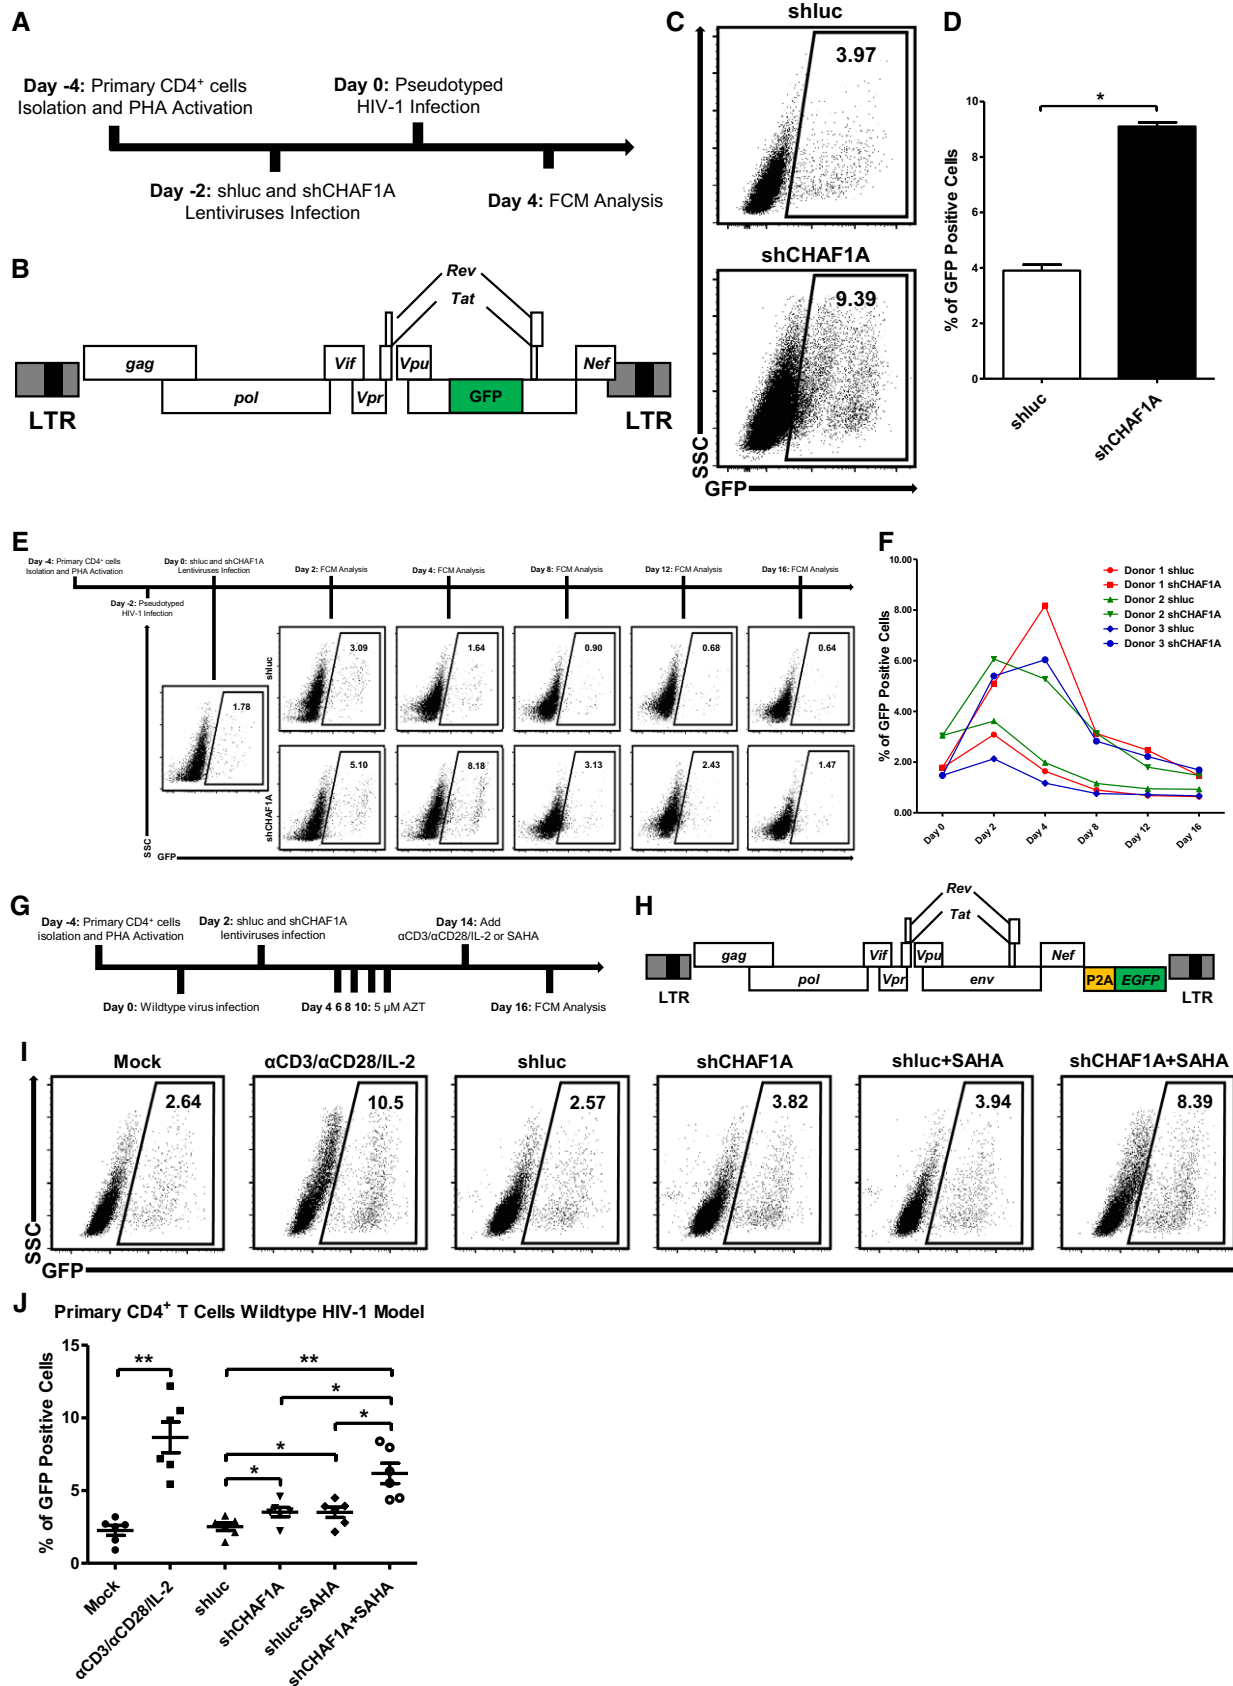 A
Day -4: Primary CD4⁺ cells
Isolation and PHA Activation
Day 0: Pseudotyped
HIV-1 Infection
Day -2: shluc and shCHAF1A
Lentiviruses Infection
Day 4: FCM Analysis
B
Rev
Tat
gag
Vif
Vpu
Nef
pol
Vpr
GFP
LTR
LTR
C
shluc
3.97
shCHAF1A
9.39
SSC
GFP
D
*
% of GFP Positive Cells
10
8
6
4
2
0
shluc
shCHAF1A
E
Day -4: Primary CD4⁺ cells
Isolation and PHA Activation
Day 0: shluc and shCHAF1A
Lentiviruses Infection
Day 2: FCM Analysis
Day 4: FCM Analysis
Day 8: FCM Analysis
Day 12: FCM Analysis
Day 16: FCM Analysis
Day -2: Pseudotyped
HIV-1 Infection
shluc
3.09
1.64
0.90
0.68
0.64
1.78
shCHAF1A
5.10
8.18
3.13
2.43
1.47
SSC
GFP
F
% of GFP Positive Cells
10.00
8.00
6.00
4.00
2.00
0.00
Day 0
Day 2
Day 4
Day 8
Day 12
Day 16
Donor 1 shluc
Donor 1 shCHAF1A
Donor 2 shluc
Donor 2 shCHAF1A
Donor 3 shluc
Donor 3 shCHAF1A
G
Day -4: Primary CD4⁺ cells
isolation and PHA Activation
Day 2: shluc and shCHAF1A
lentiviruses infection
Day 14: Add
αCD3/αCD28/IL-2 or SAHA
Day 0: Wildtype virus infection
Day 4 6 8 10: 5 µM AZT
Day 16: FCM Analysis
H
Rev
Tat
gag
Vif
Vpu
Nef
pol
Vpr
env
P2A
EGFP
LTR
LTR
I
Mock
αCD3/αCD28/IL-2
shluc
shCHAF1A
shluc+SAHA
shCHAF1A+SAHA
2.64
10.5
2.57
3.82
3.94
8.39
SSC
GFP
J
Primary CD4⁺ T Cells Wildtype HIV-1 Model
% of GFP Positive Cells
15
10
5
0
**
**
*
*
*
*
Mock
αCD3/αCD28/IL-2
shluc
shCHAF1A
shluc+SAHA
shCHAF1A+SAHA